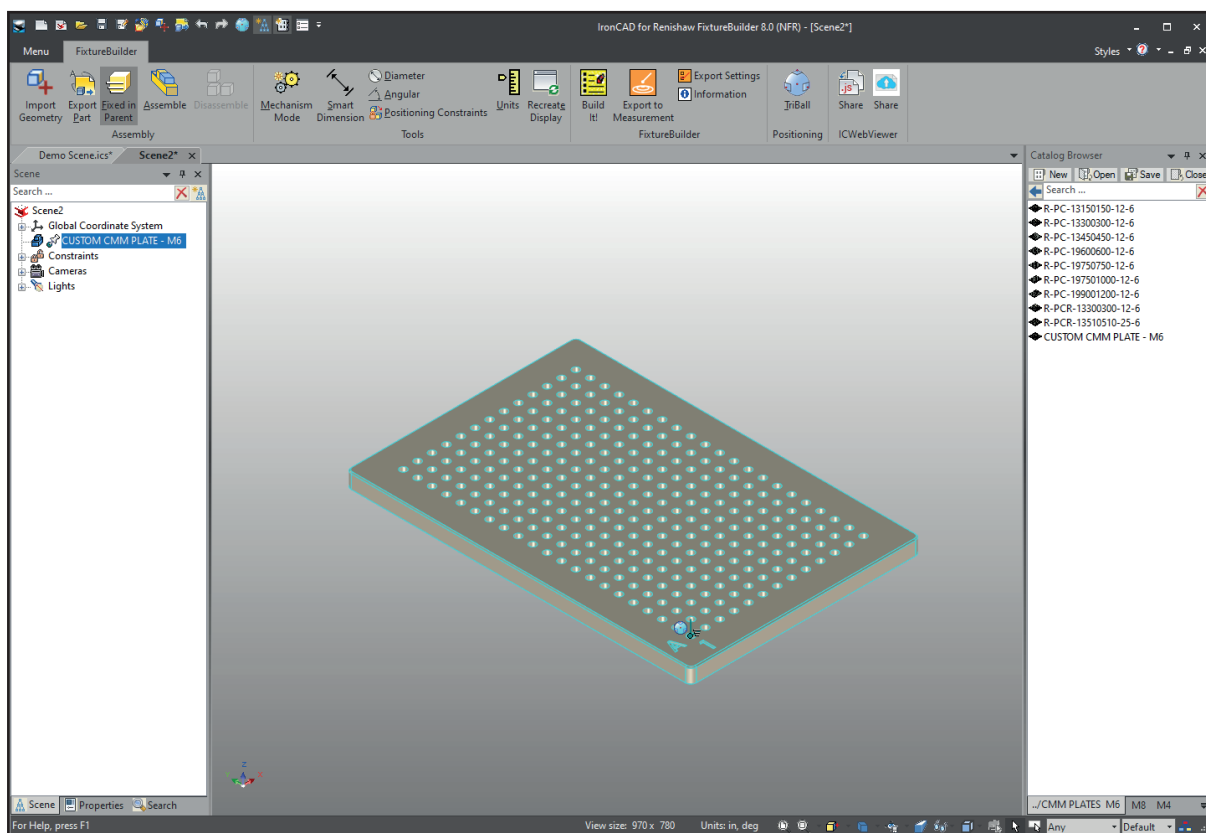 IronCAD for Renishaw FixtureBuilder 8.0 (NFR) - [Scene2*]
Menu FixtureBuilder Styles
Import Geometry
Export Part
Fixed in Parent
Assemble
Disassemble
Assembly
Mechanism Mode
Smart Dimension
Diameter
Angular
Positioning Constraints
Units
Recreate Display
Tools
Build It!
Export to Measurement
Export Settings
Information
FixtureBuilder
TriBall
Positioning
Share Share
ICWebViewer
Demo Scene.ics* Scene2*
Scene
Search ...
Scene2
Global Coordinate System
CUSTOM CMM PLATE - M6
Constraints
Cameras
Lights
A 1
Z
X
Catalog Browser
New Open Save Close
Search ...
R-PC-13150150-12-6
R-PC-13300300-12-6
R-PC-13450450-12-6
R-PC-19600600-12-6
R-PC-19750750-12-6
R-PC-197501000-12-6
R-PC-199001200-12-6
R-PCR-13300300-12-6
R-PCR-13510510-25-6
CUSTOM CMM PLATE - M6
Scene Properties Search
../CMM PLATES M6 M8 M4
For Help, press F1 View size: 970 x 780 Units: in, deg Any Default